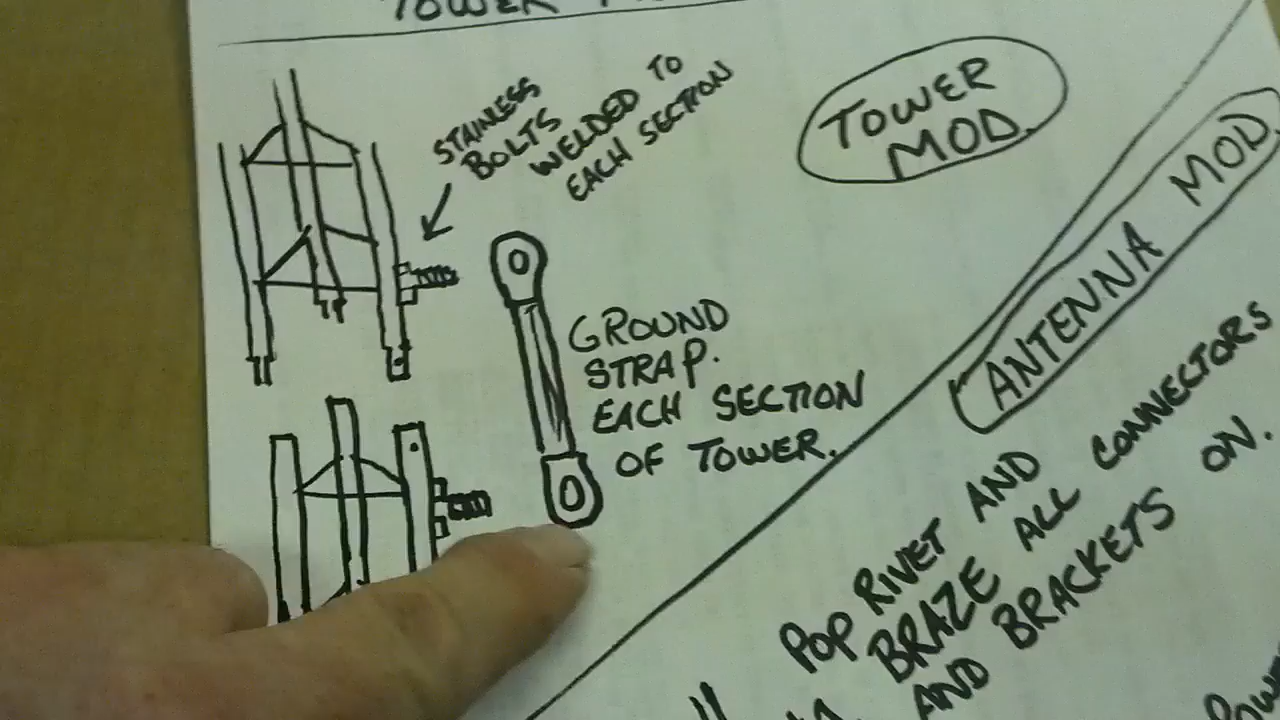 TOWER
STAINLESS
BOLTS
WELDED TO
EACH SECTION
TOWER
MOD.
GROUND
STRAP.
EACH SECTION
OF TOWER.
ANTENNA MOD
POP RIVET AND
BRAZE ALL CONNECTORS
AND BRACKETS ON.